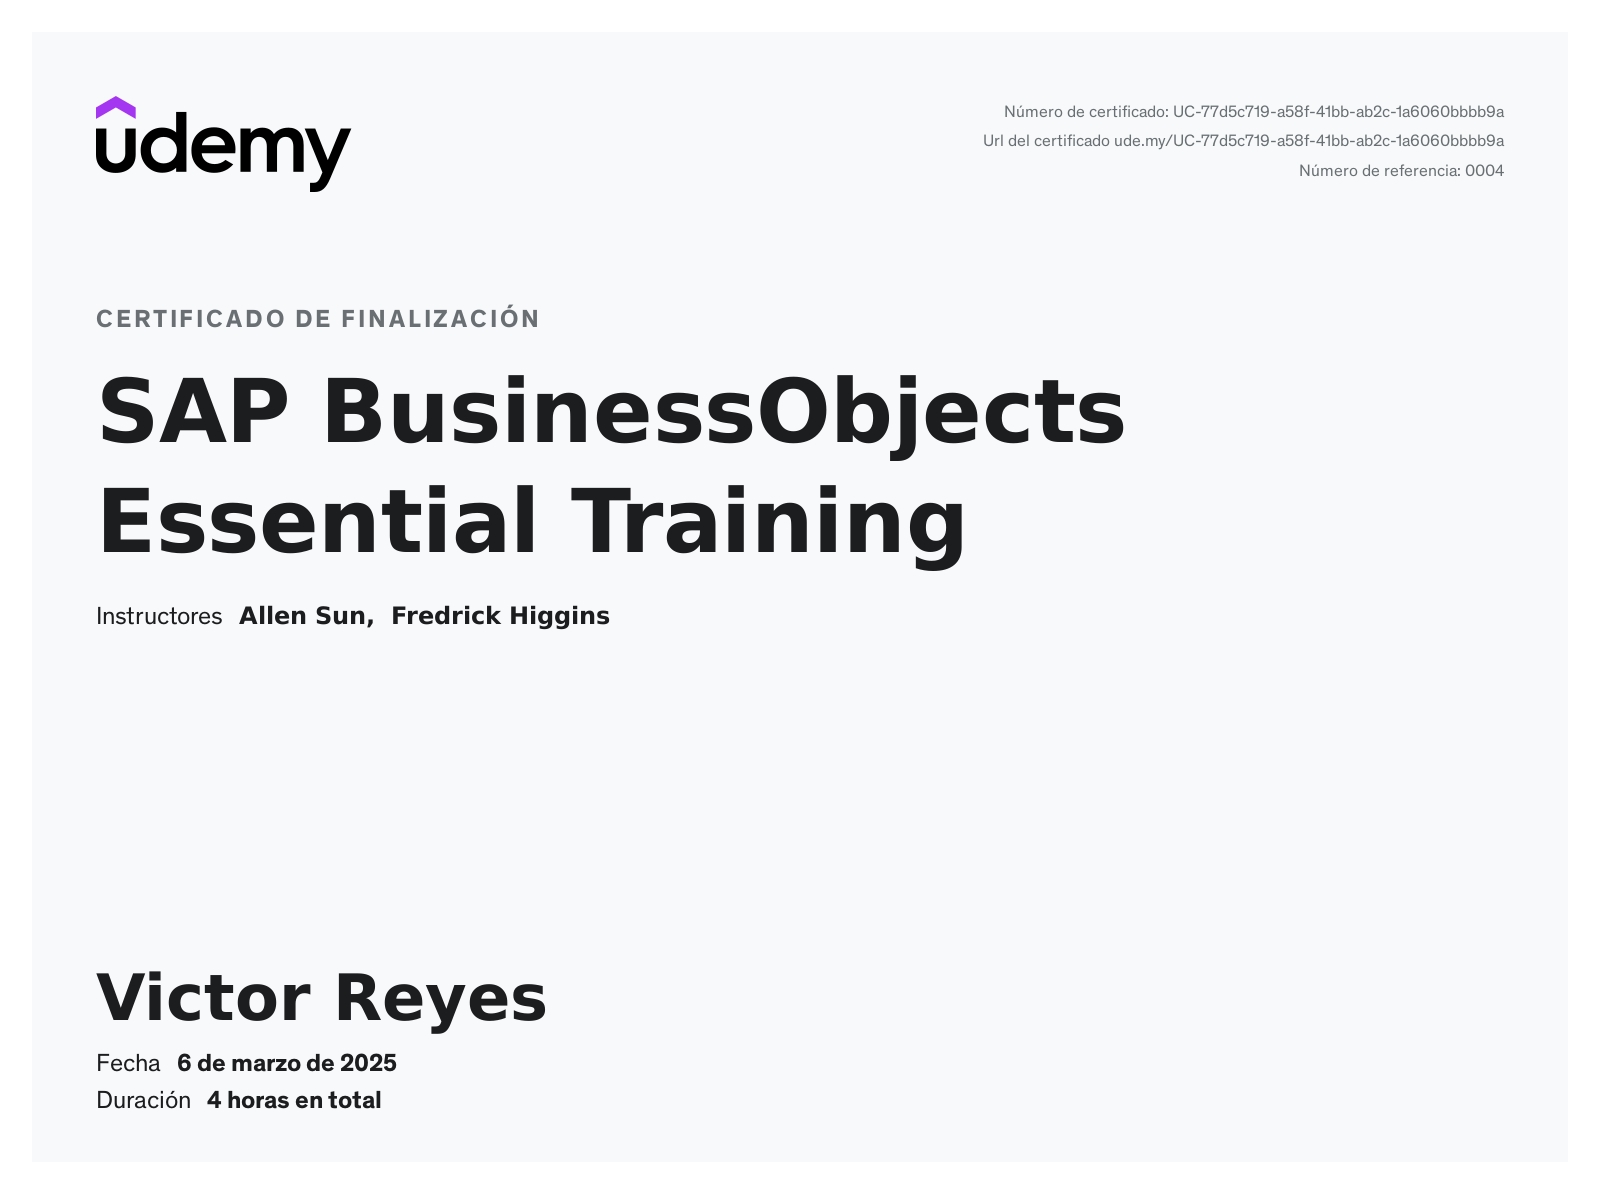 udemy
Número de certificado: UC-77d5c719-a58f-41bb-ab2c-1a6060bbbb9a
Url del certificado ude.my/UC-77d5c719-a58f-41bb-ab2c-1a6060bbbb9a
Número de referencia: 0004
CERTIFICADO DE FINALIZACIÓN
SAP BusinessObjects
Essential Training
Instructores Allen Sun, Fredrick Higgins
Victor Reyes
Fecha 6 de marzo de 2025
Duración 4 horas en total